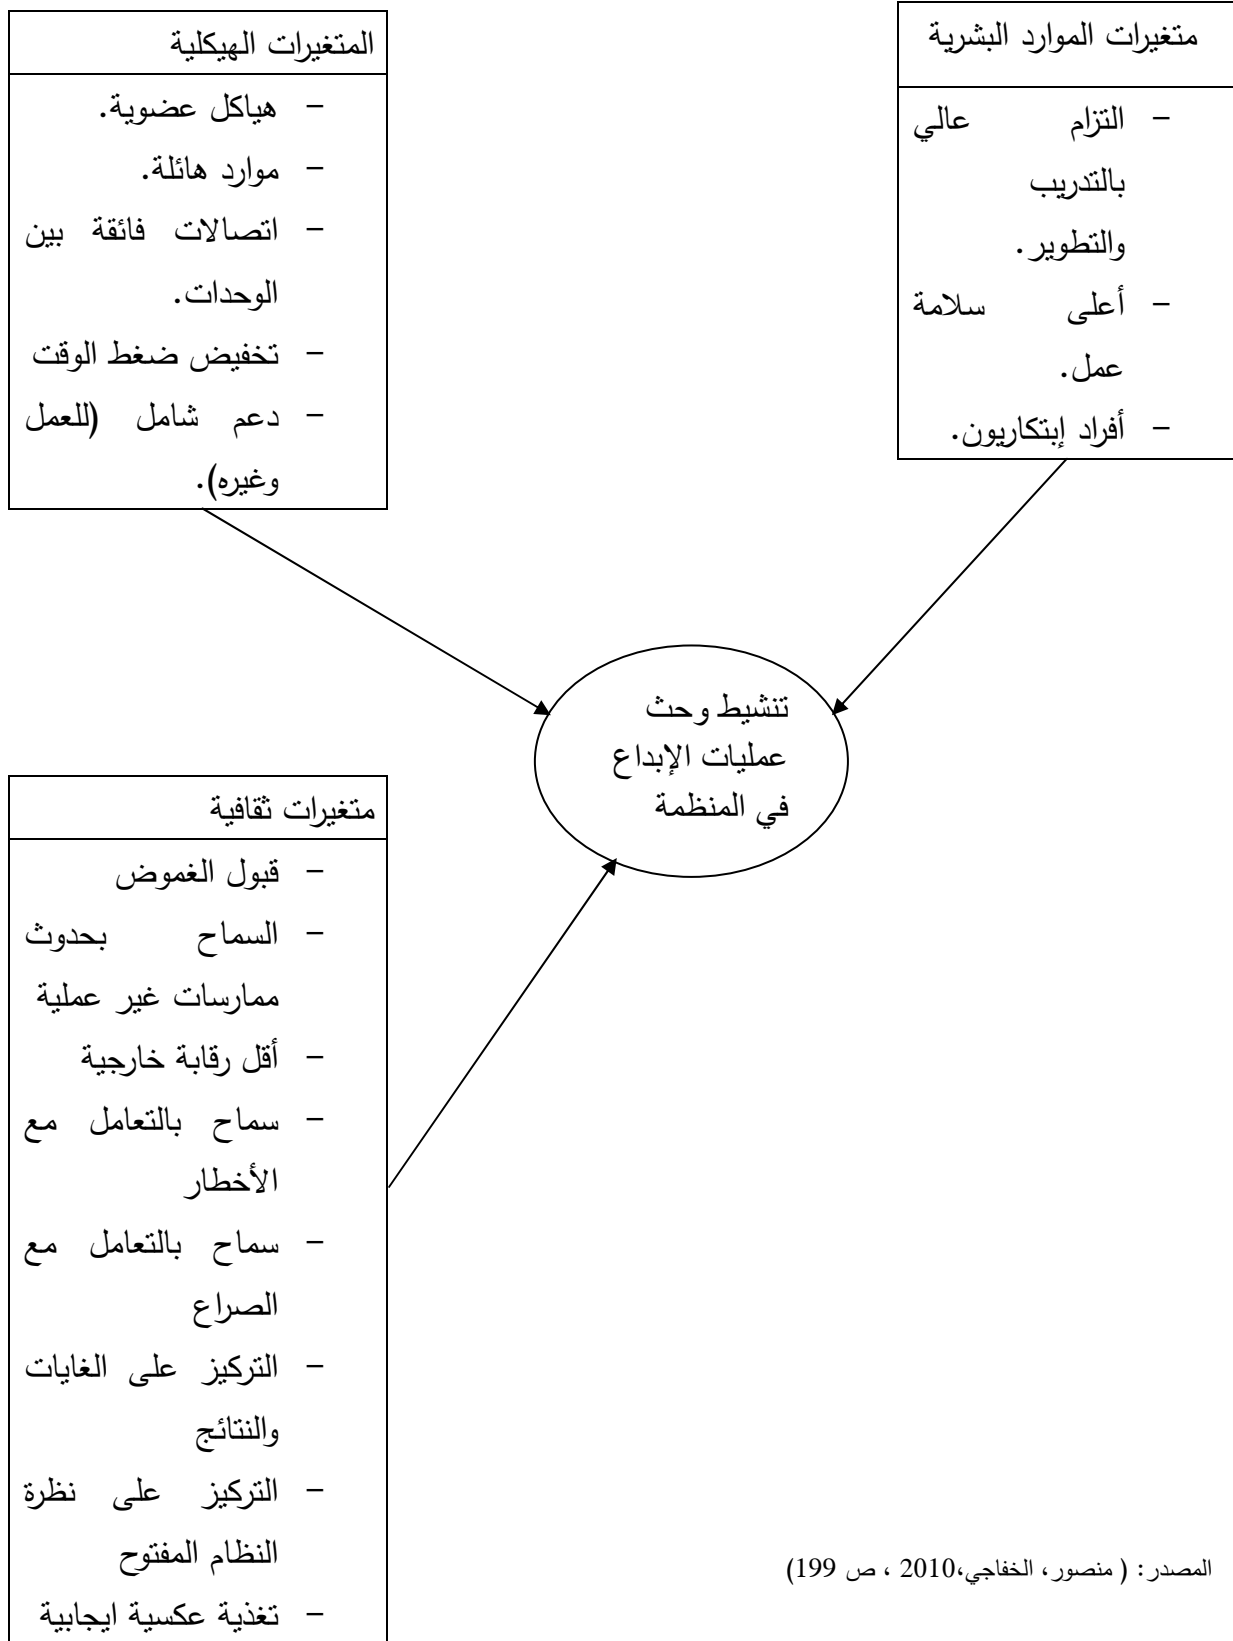 متغيرات الموارد البشرية
- التزام عالي
بالتدريب
والتطوير.
- أعلى سلامة
عمل.
- أفراد إبتكاريون.
المتغيرات الهيكلية
- هياكل عضوية.
- موارد هائلة.
- اتصالات فائقة بين
الوحدات.
- تخفيض ضغط الوقت
- دعم شامل (للعمل
وغيره).
تنشيط وحث
عمليات الإبداع
في المنظمة
متغيرات ثقافية
- قبول الغموض
- السماح بحدوث
ممارسات غير عملية
- أقل رقابة خارجية
- سماح بالتعامل مع
الأخطار
- سماح بالتعامل مع
الصراع
- التركيز على الغايات
والنتائج
- التركيز على نظرة
النظام المفتوح
- تغذية عكسية ايجابية
المصدر: ( منصور، الخفاجي،2010 ، ص 199)